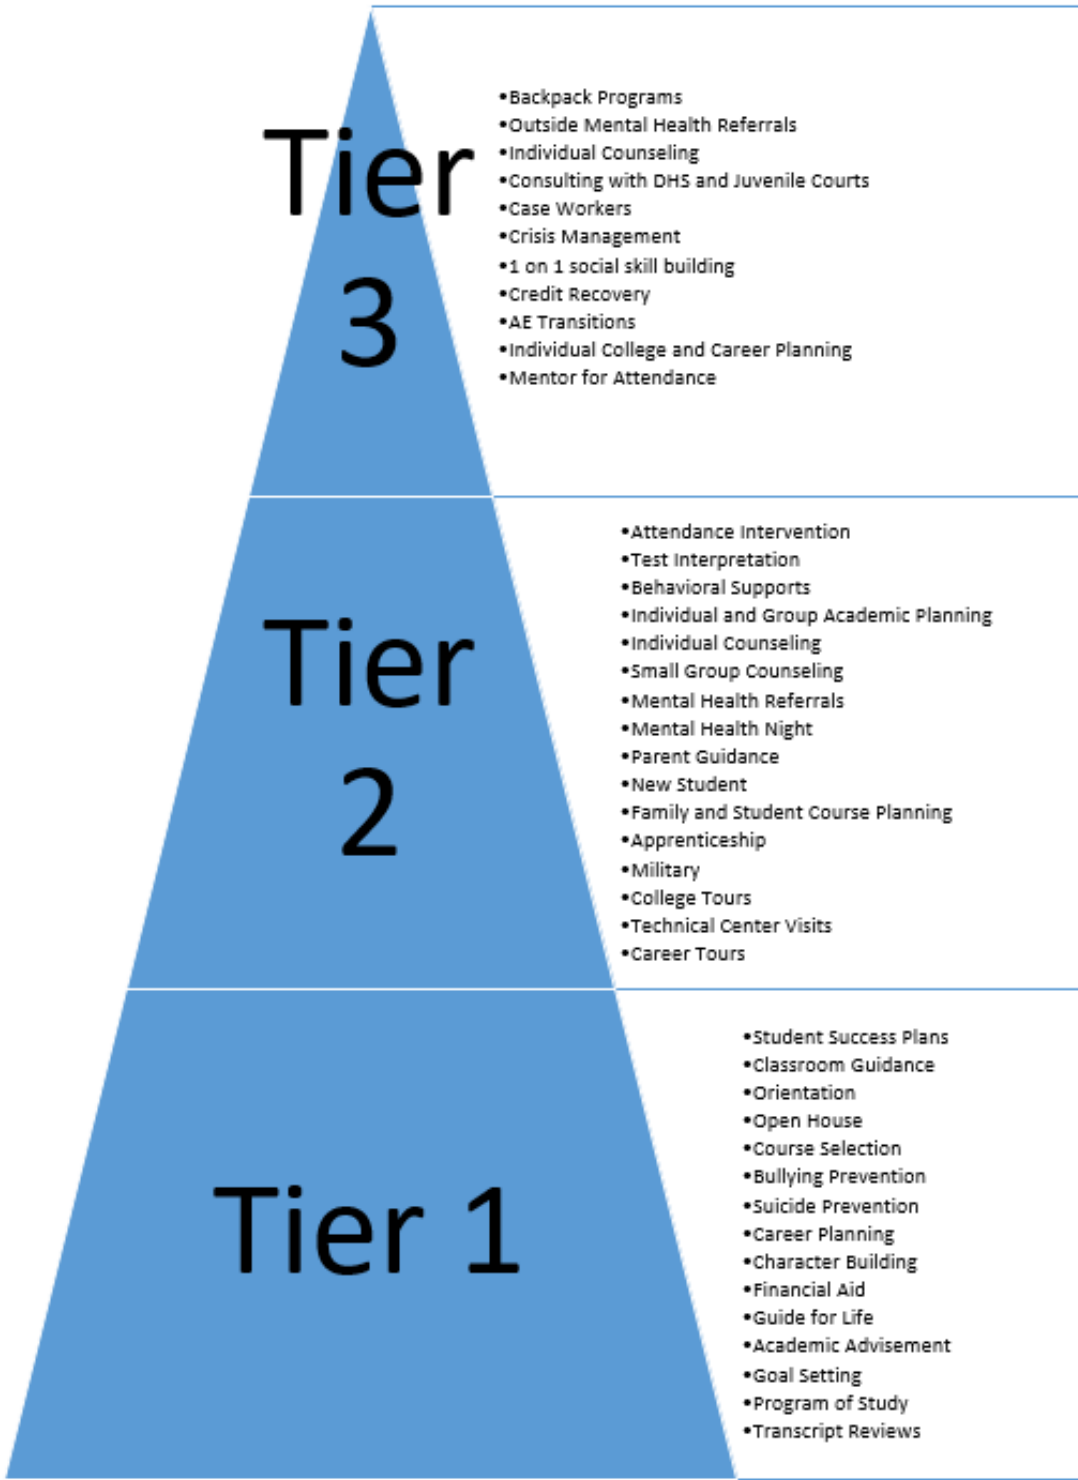 Tier
3
•Backpack Programs
•Outside Mental Health Referrals
•Individual Counseling
•Consulting with DHS and Juvenile Courts
•Case Workers
•Crisis Management
•1 on 1 social skill building
•Credit Recovery
•AE Transitions
•Individual College and Career Planning
•Mentor for Attendance
Tier
2
•Attendance Intervention
•Test Interpretation
•Behavioral Supports
•Individual and Group Academic Planning
•Individual Counseling
•Small Group Counseling
•Mental Health Referrals
•Mental Health Night
•Parent Guidance
•New Student
•Family and Student Course Planning
•Apprenticeship
•Military
•College Tours
•Technical Center Visits
•Career Tours
Tier 1
•Student Success Plans
•Classroom Guidance
•Orientation
•Open House
•Course Selection
•Bullying Prevention
•Suicide Prevention
•Career Planning
•Character Building
•Financial Aid
•Guide for Life
•Academic Advisement
•Goal Setting
•Program of Study
•Transcript Reviews